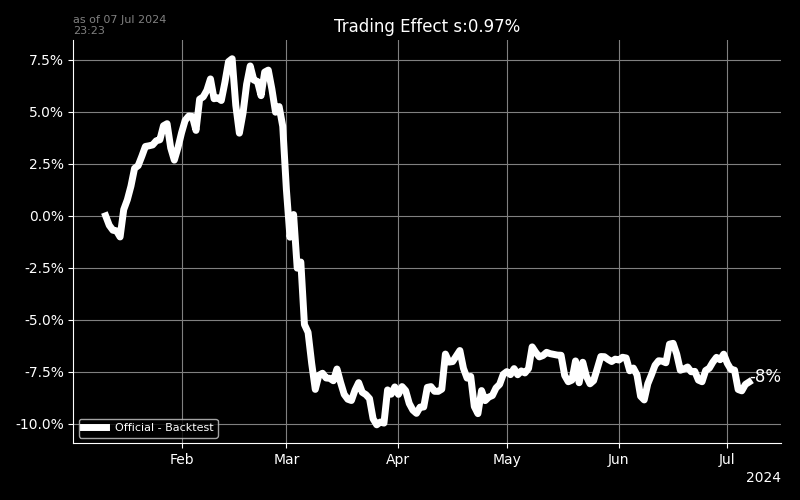 as of 07 Jul 2024
23:23
Trading Effect s:0.97%
7.5%
5.0%
2.5%
0.0%
-2.5%
-5.0%
-7.5%
-10.0%
-8%
Official - Backtest
Feb Mar Apr May Jun Jul
2024